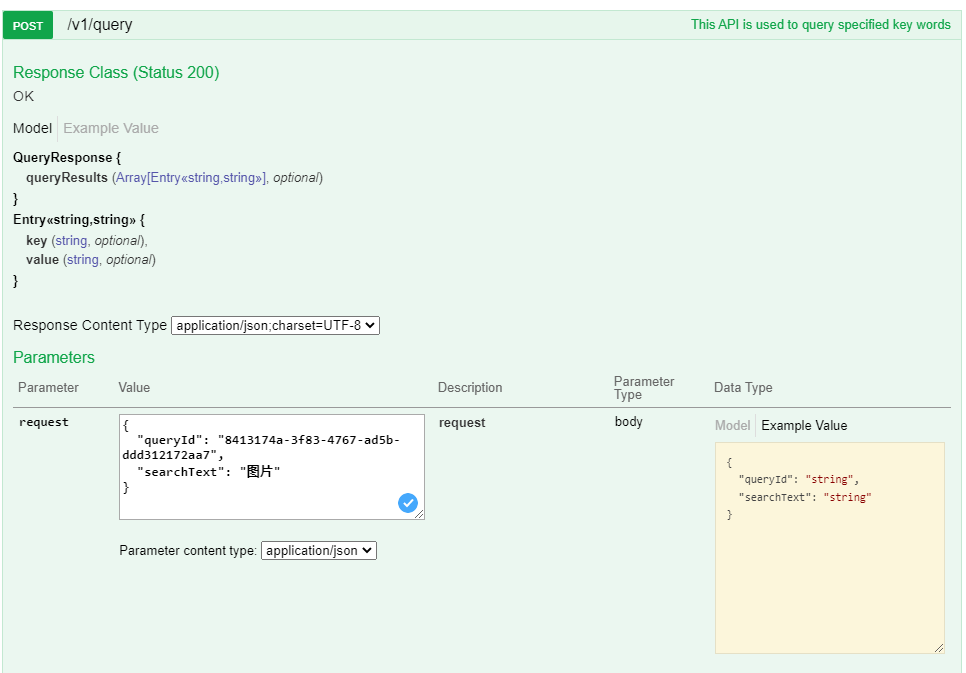 POST /v1/query This API is used to query specified key words
Response Class (Status 200)
OK
Model Example Value
QueryResponse {
queryResults (Array[Entry«string,string»], optional)
}
Entry«string,string» {
key (string, optional),
value (string, optional)
}
Response Content Type application/json;charset=UTF-8
Parameters
Parameter Value Description Parameter Type Data Type
request
{
"queryId": "8413174a-3f83-4767-ad5b-
ddd312172aa7",
"searchText": "图片"
}
Parameter content type: application/json
request
body
Model Example Value
{
"queryId": "string",
"searchText": "string"
}